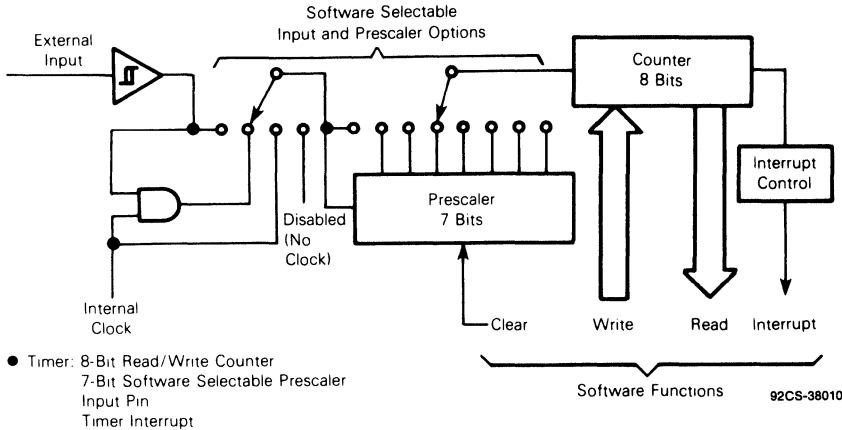 Software Selectable
Input and Prescaler Options
External
Input
Counter
8 Bits
Interrupt
Control
Prescaler
7 Bits
Disabled
(No
Clock)
Internal
Clock
Clear
Write
Read
Interrupt
Software Functions
92CS-38010
● Timer: 8-Bit Read/Write Counter
7-Bit Software Selectable Prescaler
Input Pin
Timer Interrupt